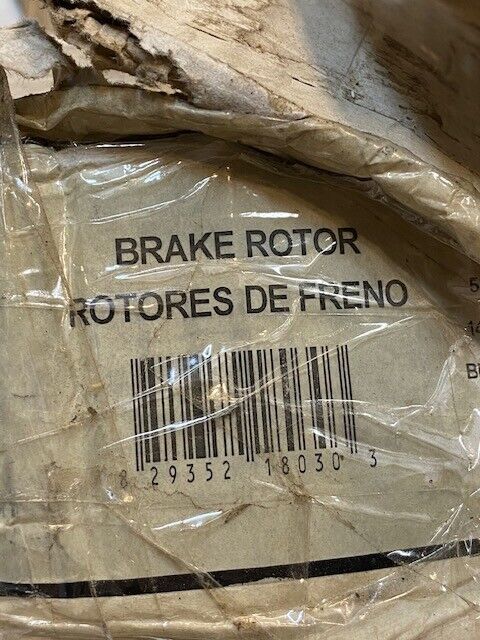 BRAKE ROTOR
ROTORES DE FRENO
8 29352 18030 3